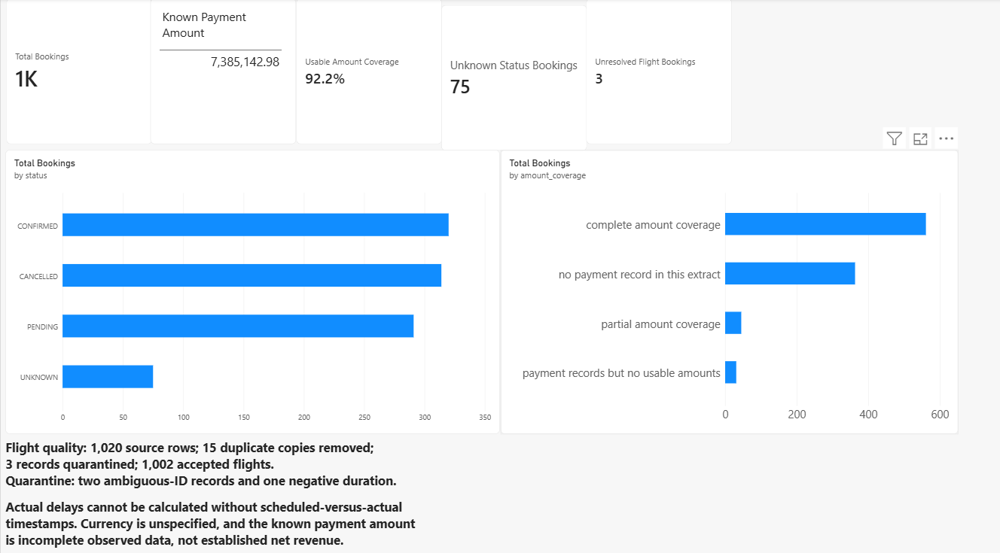 Total Bookings
1K
Known Payment
Amount
7,385,142.98
Usable Amount Coverage
92.2%
Unknown Status Bookings
75
Unresolved Flight Bookings
3
Total Bookings
by status
CONFIRMED
CANCELLED
PENDING
UNKNOWN
0 50 100 150 200 250 300 350
Total Bookings
by amount_coverage
complete amount coverage
no payment record in this extract
partial amount coverage
payment records but no usable amounts
0 200 400 600
Flight quality: 1,020 source rows; 15 duplicate copies removed;
3 records quarantined; 1,002 accepted flights.
Quarantine: two ambiguous-ID records and one negative duration.
Actual delays cannot be calculated without scheduled-versus-actual
timestamps. Currency is unspecified, and the known payment amount
is incomplete observed data, not established net revenue.